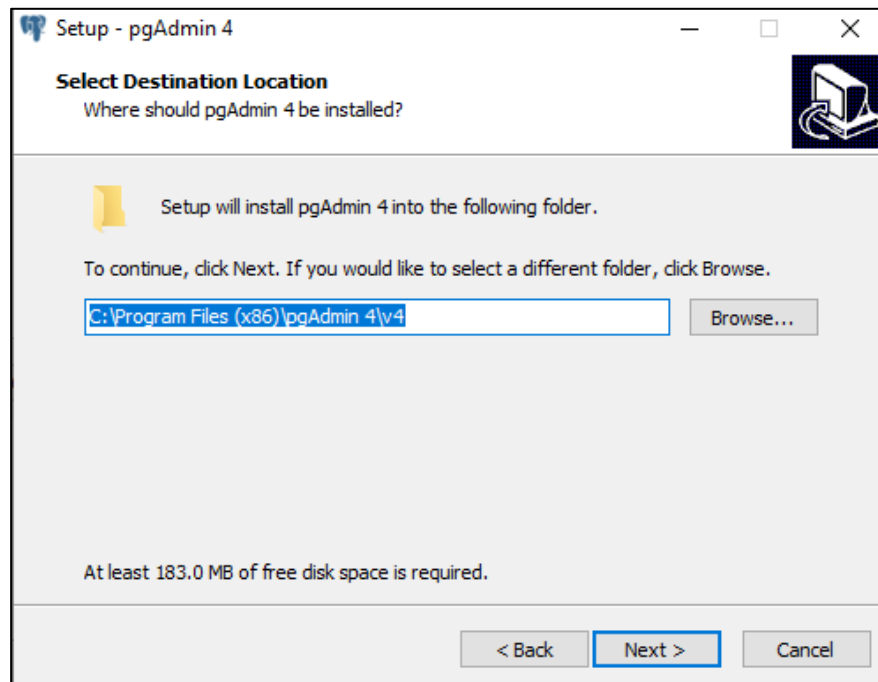 Setup - pgAdmin 4
Select Destination Location
Where should pgAdmin 4 be installed?
Setup will install pgAdmin 4 into the following folder.
To continue, click Next. If you would like to select a different folder, click Browse.
C:\Program Files (x86)\pgAdmin 4\v4
Browse...
At least 183.0 MB of free disk space is required.
< Back
Next >
Cancel